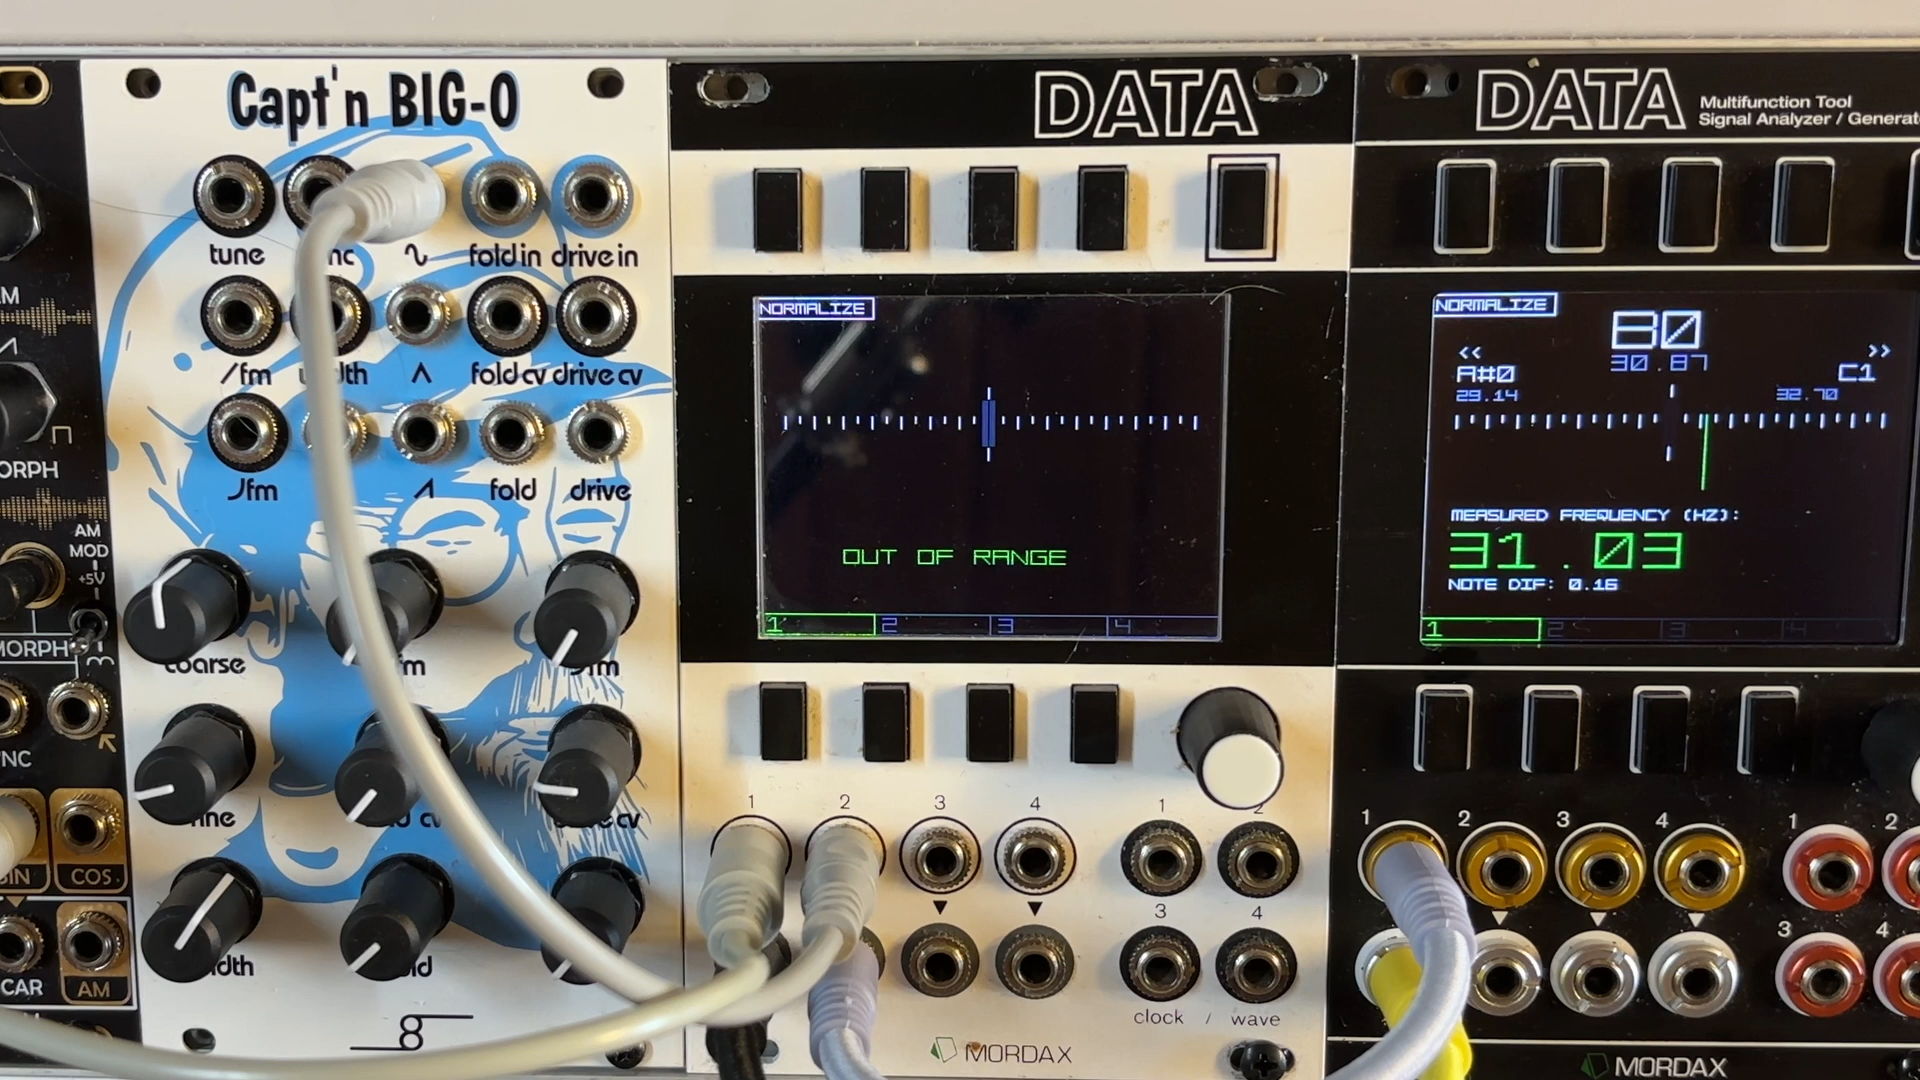 Capt'n BIG-O
tune
fold in
drive in
fm
fold cv
drive cv
fm
fold
drive
coarse
MORPH
AM
MOD
+5V
CAR
COS
AM
DATA
NORMALIZE
OUT OF RANGE
1 2 3 4
1 2 3 4
1 2
3 4
clock / wave
MORDAX
DATA
Multifunction Tool
Signal Analyzer / Generat
NORMALIZE
B0
30.87
<< >>
A#0 C1
29.14 32.70
MEASURED FREQUENCY (HZ):
31.03
NOTE DIF: 0.16
1 2 3 4
1 2 3 4
1 2
3 4
MORDAX